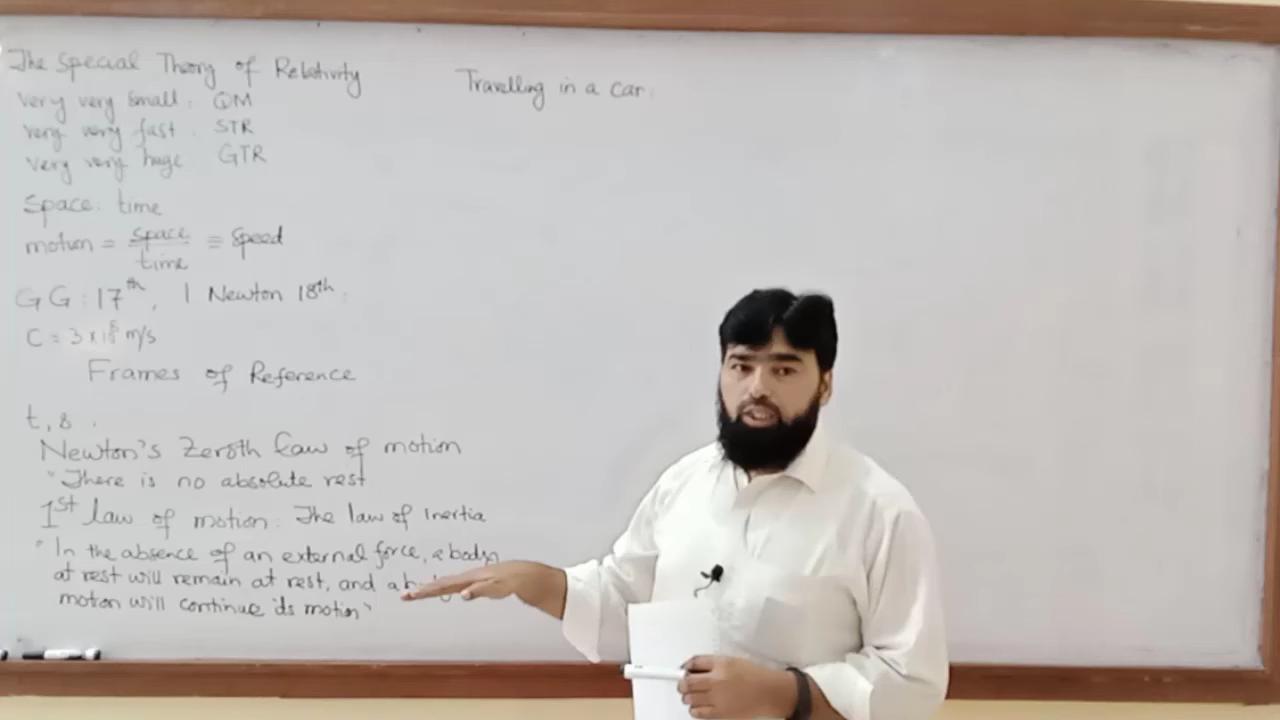 The Special Theory of Relativity
very very small : QM
very very fast : STR
very very huge GTR
Space : time
motion = space/time ≡ speed
GG : 17th, I Newton 18th.
C = 3 x 10^8 m/s
Frames of Reference
t, s .
Newton's Zeroth Law of motion
"There is no absolute rest
1st law of motion : The law of Inertia
"In the absence of an external force, a body
at rest will remain at rest, and a
motion will continue its motion"
Travelling in a car.